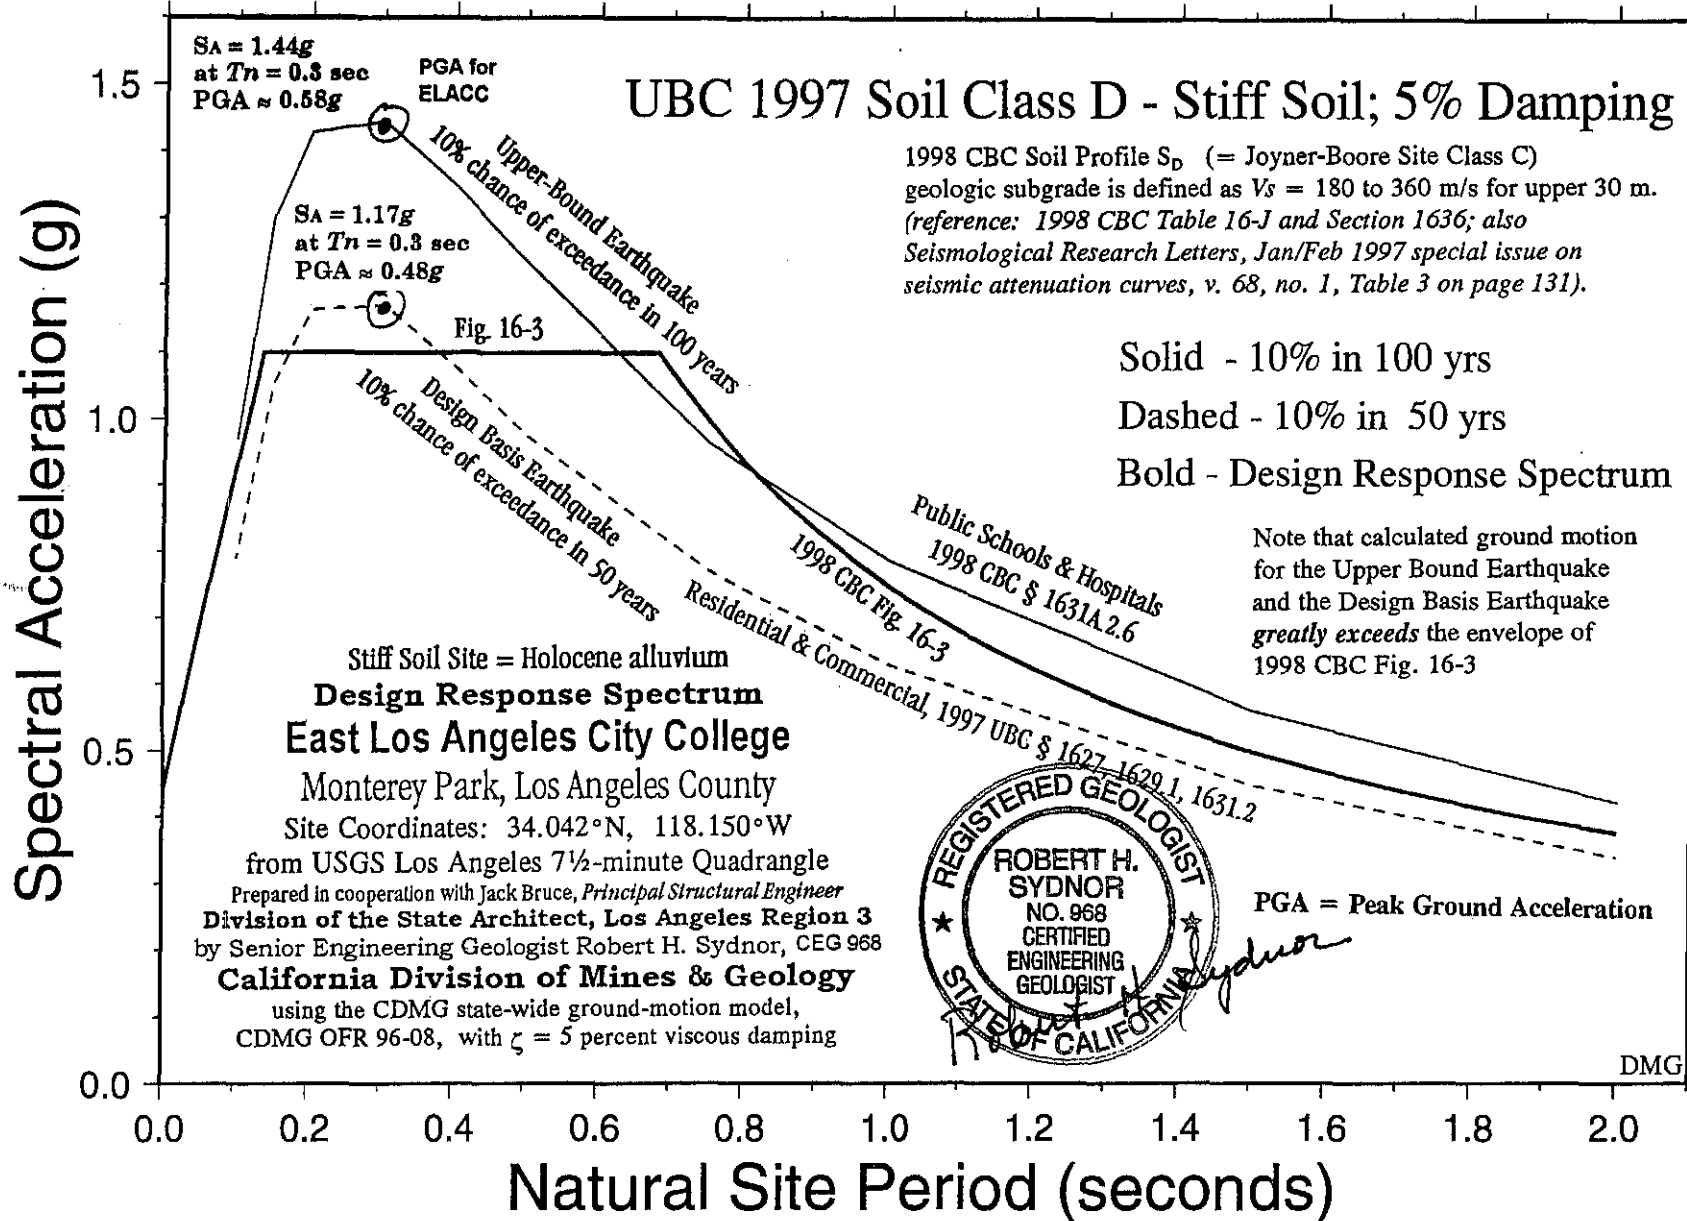 SA = 1.44g
at Tn = 0.3 sec
PGA ≈ 0.58g
PGA for
ELACC
UBC 1997 Soil Class D - Stiff Soil; 5% Damping
1998 CBC Soil Profile SD (= Joyner-Boore Site Class C)
geologic subgrade is defined as Vs = 180 to 360 m/s for upper 30 m.
(reference: 1998 CBC Table 16-J and Section 1636; also
Seismological Research Letters, Jan/Feb 1997 special issue on
seismic attenuation curves, v. 68, no. 1, Table 3 on page 131).
Upper-Bound Earthquake
10% chance of exceedance in 100 years
SA = 1.17g
at Tn = 0.3 sec
PGA ≈ 0.48g
Fig. 16-3
Design Basis Earthquake
10% chance of exceedance in 50 years
Solid - 10% in 100 yrs
Dashed - 10% in 50 yrs
Bold - Design Response Spectrum
Public Schools & Hospitals
1998 CBC § 1631A.2.6
1998 CBC Fig. 16-3
Residential & Commercial, 1997 UBC § 1627, 1629.1, 1631.2
Note that calculated ground motion
for the Upper Bound Earthquake
and the Design Basis Earthquake
greatly exceeds the envelope of
1998 CBC Fig. 16-3
Stiff Soil Site = Holocene alluvium
Design Response Spectrum
East Los Angeles City College
Monterey Park, Los Angeles County
Site Coordinates: 34.042°N, 118.150°W
from USGS Los Angeles 7½-minute Quadrangle
Prepared in cooperation with Jack Bruce, Principal Structural Engineer
Division of the State Architect, Los Angeles Region 3
by Senior Engineering Geologist Robert H. Sydnor, CEG 968
California Division of Mines & Geology
using the CDMG state-wide ground-motion model,
CDMG OFR 96-08, with ζ = 5 percent viscous damping
REGISTERED GEOLOGIST
ROBERT H.
SYDNOR
NO. 968
CERTIFIED
ENGINEERING
GEOLOGIST
STATE OF CALIFORNIA
Robert H Sydnor
PGA = Peak Ground Acceleration
DMG
Spectral Acceleration (g)
1.5
1.0
0.5
0.0
0.0 0.2 0.4 0.6 0.8 1.0 1.2 1.4 1.6 1.8 2.0
Natural Site Period (seconds)